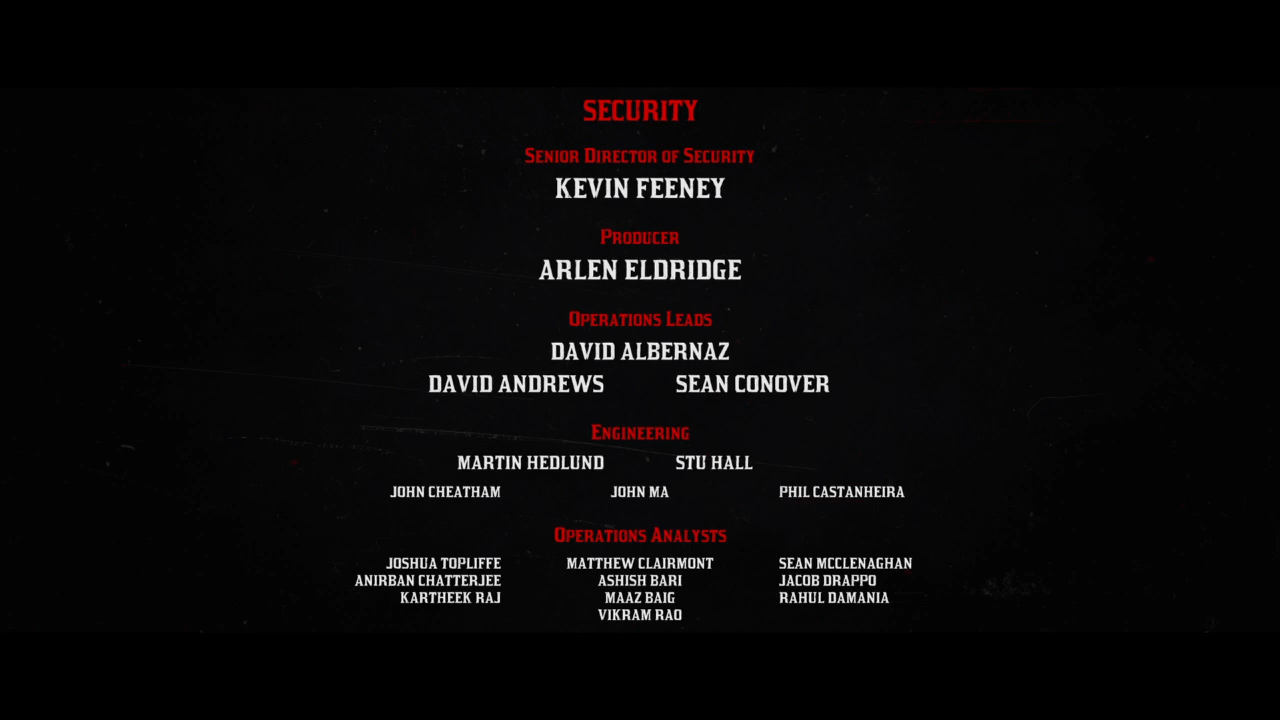 SECURITY
SENIOR DIRECTOR OF SECURITY
KEVIN FEENEY
PRODUCER
ARLEN ELDRIDGE
OPERATIONS LEADS
DAVID ALBERNAZ
DAVID ANDREWS SEAN CONOVER
ENGINEERING
MARTIN HEDLUND STU HALL
JOHN CHEATHAM JOHN MA PHIL CASTANHEIRA
OPERATIONS ANALYSTS
JOSHUA TOPLIFFE MATTHEW CLAIRMONT SEAN MCCLENAGHAN
ANIRBAN CHATTERJEE ASHISH BARI JACOB DRAPPO
KARTHEEK RAJ MAAZ BAIG RAHUL DAMANIA
VIKRAM RAO